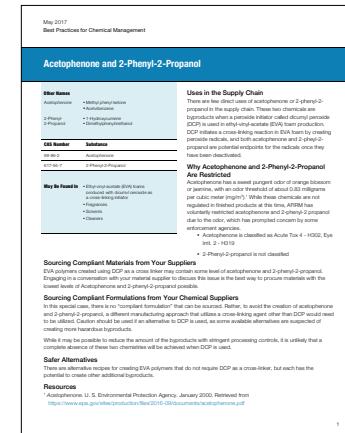 May 2017
Best Practices for Chemical Management
Acetophenone and 2-Phenyl-2-Propanol
Other Names
Acetophenone
• Methyl phenyl ketone
• Acetylbenzene
2-Phenyl-
2-Propanol
• 1-Hydroxycumene
• Dimethylphenylmethanol
CAS Number Substance
98-86-2 Acetophenone
617-94-7 2-Phenyl-2-Propanol
May Be Found In
• Ethyl-vinyl-acetate (EVA) foams
produced with dicumyl peroxide as
a cross-linking initiator
• Fragrances
• Solvents
• Cleaners
Uses in the Supply Chain
There are few direct uses of acetophenone or 2-phenyl-2-
propanol in the supply chain. These two chemicals are
byproducts when a peroxide initiator called dicumyl peroxide
(DCP) is used in ethyl-vinyl-acetate (EVA) foam production.
DCP initiates a cross-linking reaction in EVA foam by creating
peroxide radicals, and both acetophenone and 2-phenyl-2-
propanol are potential endpoints for the radicals once they
have been deactivated.
Why Acetophenone and 2-Phenyl-2-Propanol
Are Restricted
Acetophenone has a sweet pungent odor of orange blossom
or jasmine, with an odor threshold of about 0.83 milligrams
per cubic meter (mg/m³).¹ While these chemicals are not
regulated in finished products at this time, AFIRM has
voluntarily restricted acetophenone and 2-phenyl-2 propanol
due to the odor, which has prompted concern by some
enforcement agencies.
• Acetophenone is classified as Acute Tox 4 - H302, Eye
Irrit. 2 - H319
• 2-Phenyl-2-propanol is not classified
Sourcing Compliant Materials from Your Suppliers
EVA polymers created using DCP as a cross linker may contain some level of acetophenone and 2-phenyl-2-propanol.
Engaging in a conversation with your material supplier to discuss this issue is the best way to procure materials with the
lowest levels of Acetophenone and 2-phenyl-2-propanol possible.
Sourcing Compliant Formulations from Your Chemical Suppliers
In this special case, there is no “compliant formulation” that can be sourced. Rather, to avoid the creation of acetophenone
and 2-phenyl-2-propanol, a different manufacturing approach that utilizes a cross-linking agent other than DCP would need
to be utilized. Caution should be used if an alternative to DCP is used, as some available alternatives are suspected of
creating more hazardous byproducts.
While it may be possible to reduce the amount of the byproducts with stringent processing controls, it is unlikely that a
complete absence of these two chemistries will be achieved when DCP is used.
Safer Alternatives
There are alternative recipes for creating EVA polymers that do not require DCP as a cross-linker, but each has the
potential to create other additional byproducts.
Resources
¹ Acetophenone. U. S. Environmental Protection Agency. January 2000. Retrieved from
https://www.epa.gov/sites/production/files/2016-09/documents/acetophenone.pdf
1